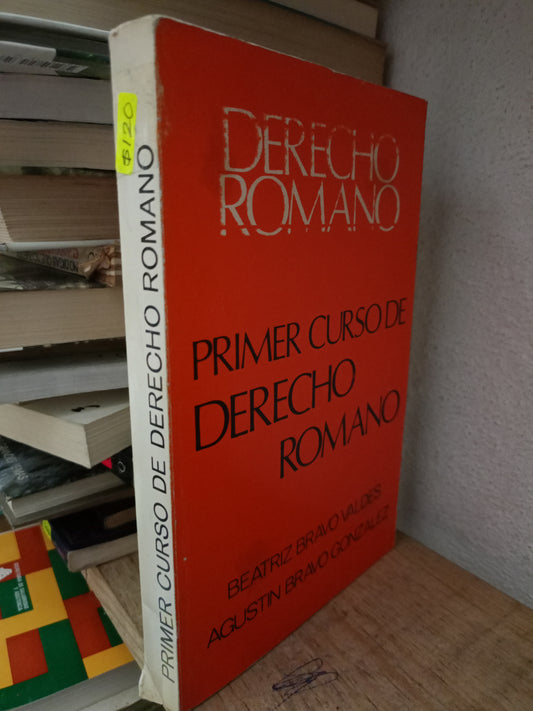 $120
PRIMER CURSO DE DERECHO ROMANO
DERECHO
ROMANO
PRIMER CURSO DE
DERECHO
ROMANO
BEATRIZ BRAVO VALDES
AGUSTIN BRAVO GONZALEZ